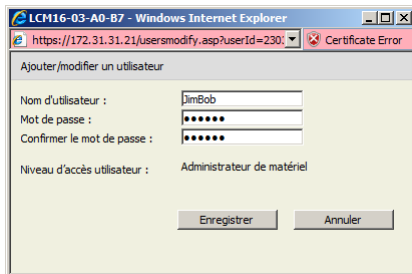 LCM16-03-A0-B7 - Windows Internet Explorer
https://172.31.31.21/usersmodify.asp?userId=230: Certificate Error
Ajouter/modifier un utilisateur
Nom d'utilisateur : JimBob
Mot de passe : ••••••
Confirmer le mot de passe : ••••••
Niveau d'accès utilisateur : Administrateur de matériel
Enregistrer Annuler